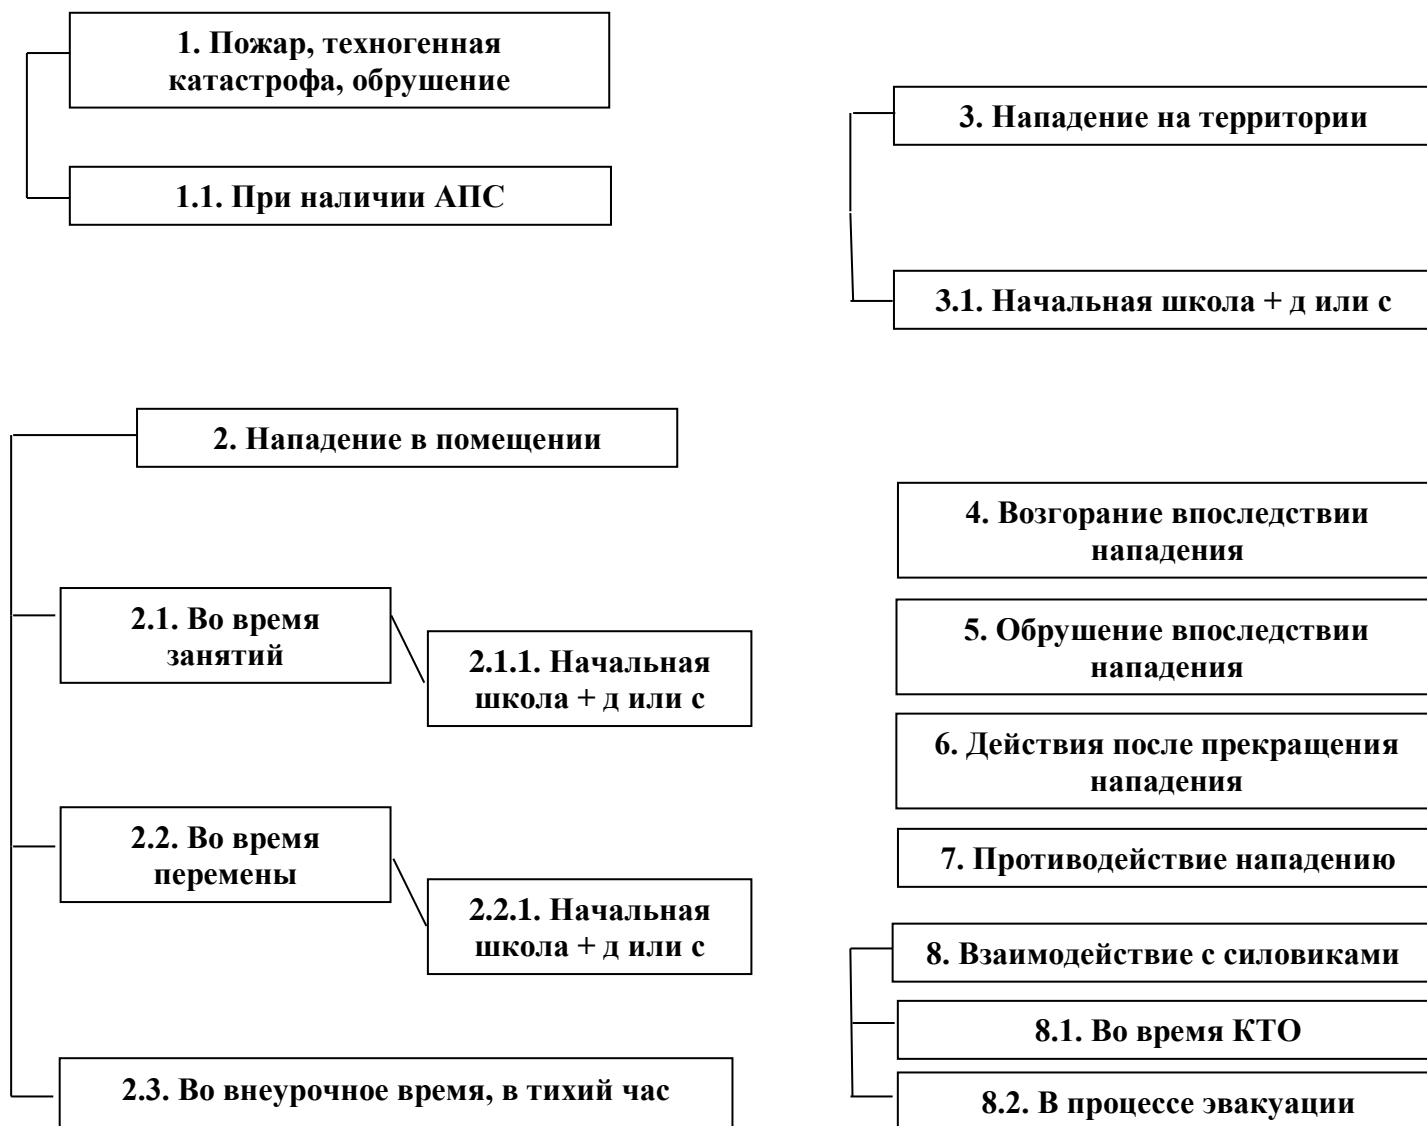 1. Пожар, техногенная
катастрофа, обрушение
1.1. При наличии АПС
2. Нападение в помещении
2.1. Во время
занятий
2.1.1. Начальная
школа + д или с
2.2. Во время
перемены
2.2.1. Начальная
школа + д или с
2.3. Во внеурочное время, в тихий час
3. Нападение на территории
3.1. Начальная школа + д или с
4. Возгорание впоследствии
нападения
5. Обрушение впоследствии
нападения
6. Действия после прекращения
нападения
7. Противодействие нападению
8. Взаимодействие с силовиками
8.1. Во время КТО
8.2. В процессе эвакуации